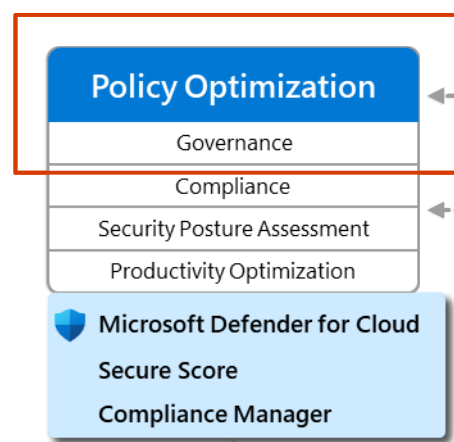 Policy Optimization
Governance
Compliance
Security Posture Assessment
Productivity Optimization
Microsoft Defender for Cloud
Secure Score
Compliance Manager